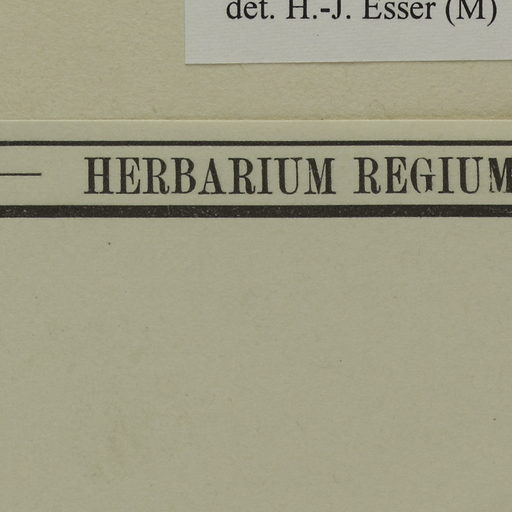 det. H.-J. Esser (M)
HERBARIUM REGIUM